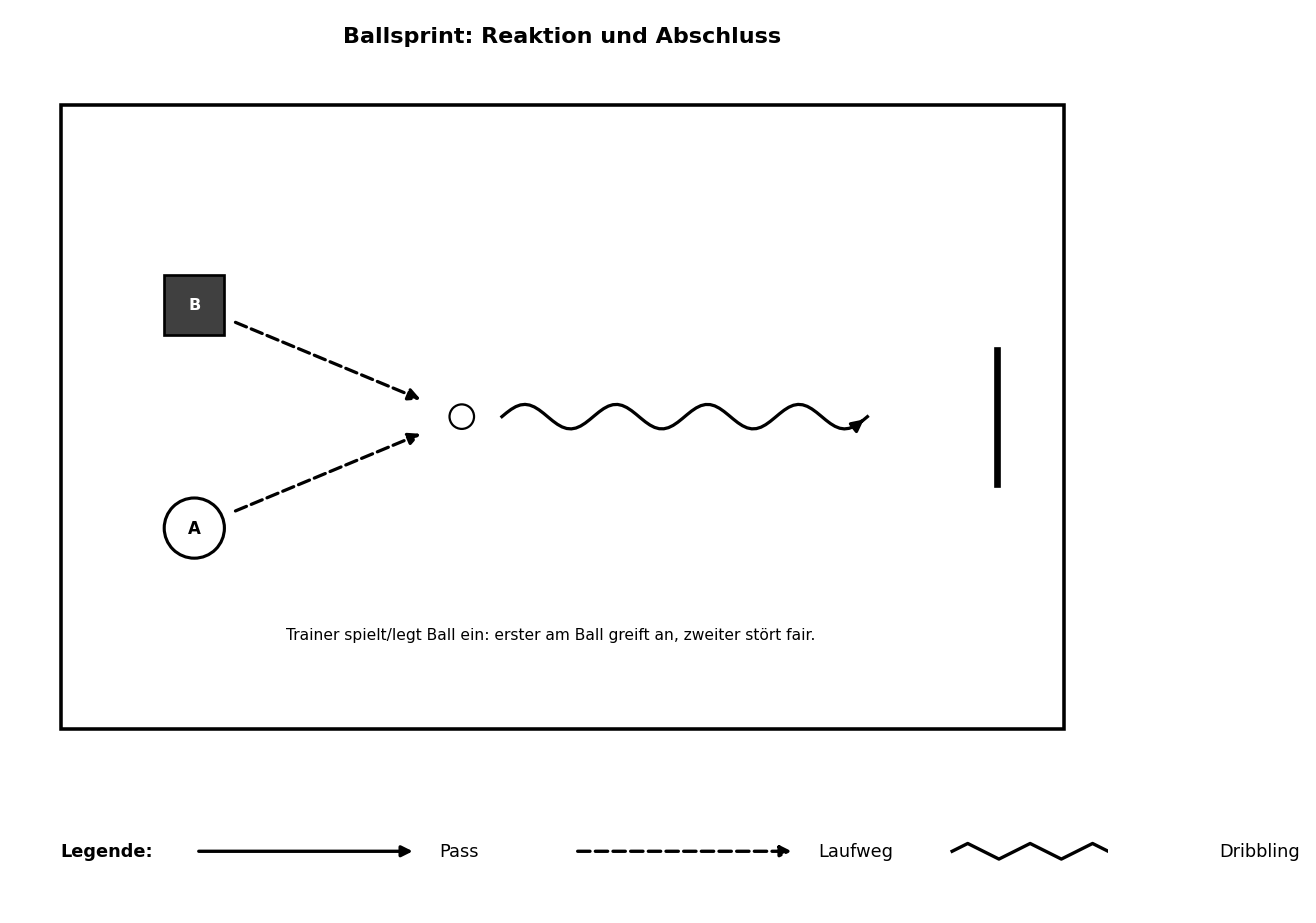 Ballsprint: Reaktion und Abschluss
B
A
Trainer spielt/legt Ball ein: erster am Ball greift an, zweiter stört fair.
Legende: Pass Laufweg Dribbling